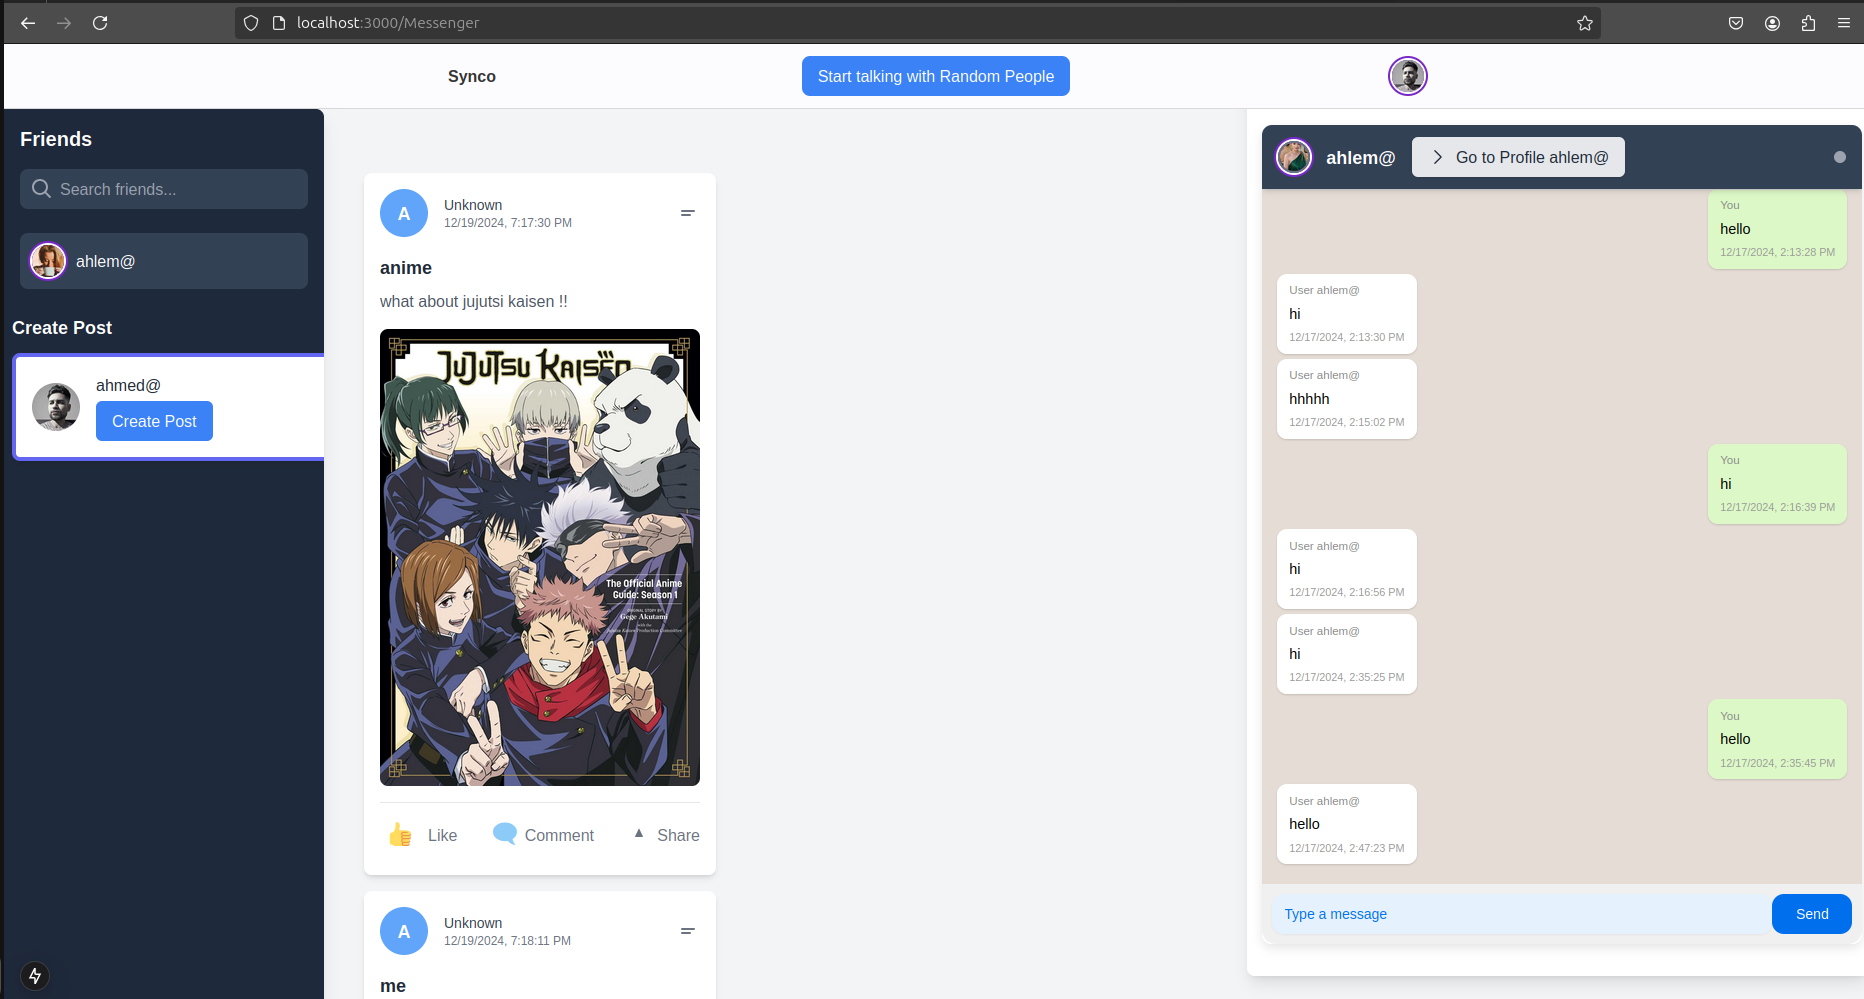 localhost:3000/Messenger
Synco
Start talking with Random People
Friends
Search friends...
ahlem@
Create Post
ahmed@
Create Post
A
Unknown
12/19/2024, 7:17:30 PM
anime
what about jujutsi kaisen !!
JUJUTSU KAISEN
The Official Anime
Guide: Season 1
ORIGINAL STORY BY
Gege Akutami
Like
Comment
Share
A
Unknown
12/19/2024, 7:18:11 PM
me
ahlem@
Go to Profile ahlem@
You
hello
12/17/2024, 2:13:28 PM
User ahlem@
hi
12/17/2024, 2:13:30 PM
User ahlem@
hhhhh
12/17/2024, 2:15:02 PM
You
hi
12/17/2024, 2:16:39 PM
User ahlem@
hi
12/17/2024, 2:16:56 PM
User ahlem@
hi
12/17/2024, 2:35:25 PM
You
hello
12/17/2024, 2:35:45 PM
User ahlem@
hello
12/17/2024, 2:47:23 PM
Type a message
Send